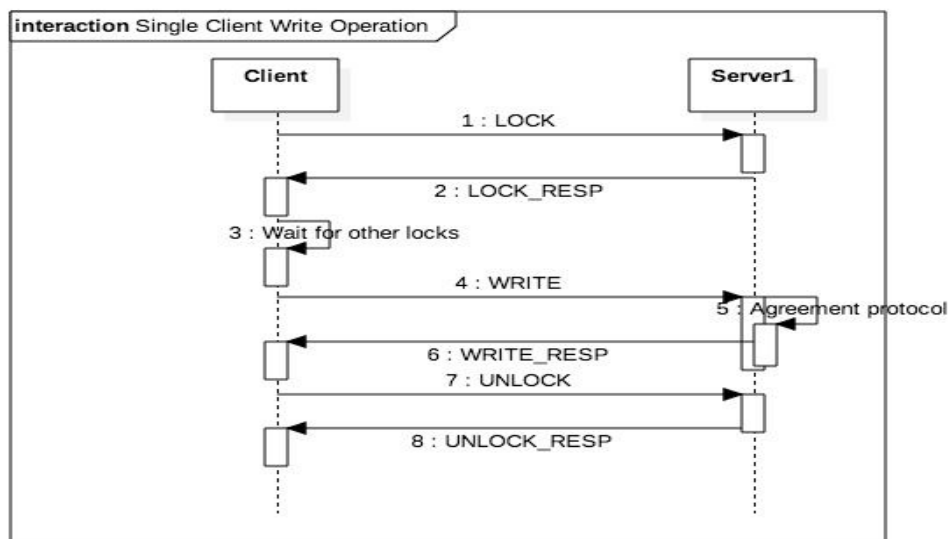 interaction Single Client Write Operation
Client
Server1
1 : LOCK
2 : LOCK_RESP
3 : Wait for other locks
4 : WRITE
5 : Agreement protocol
6 : WRITE_RESP
7 : UNLOCK
8 : UNLOCK_RESP